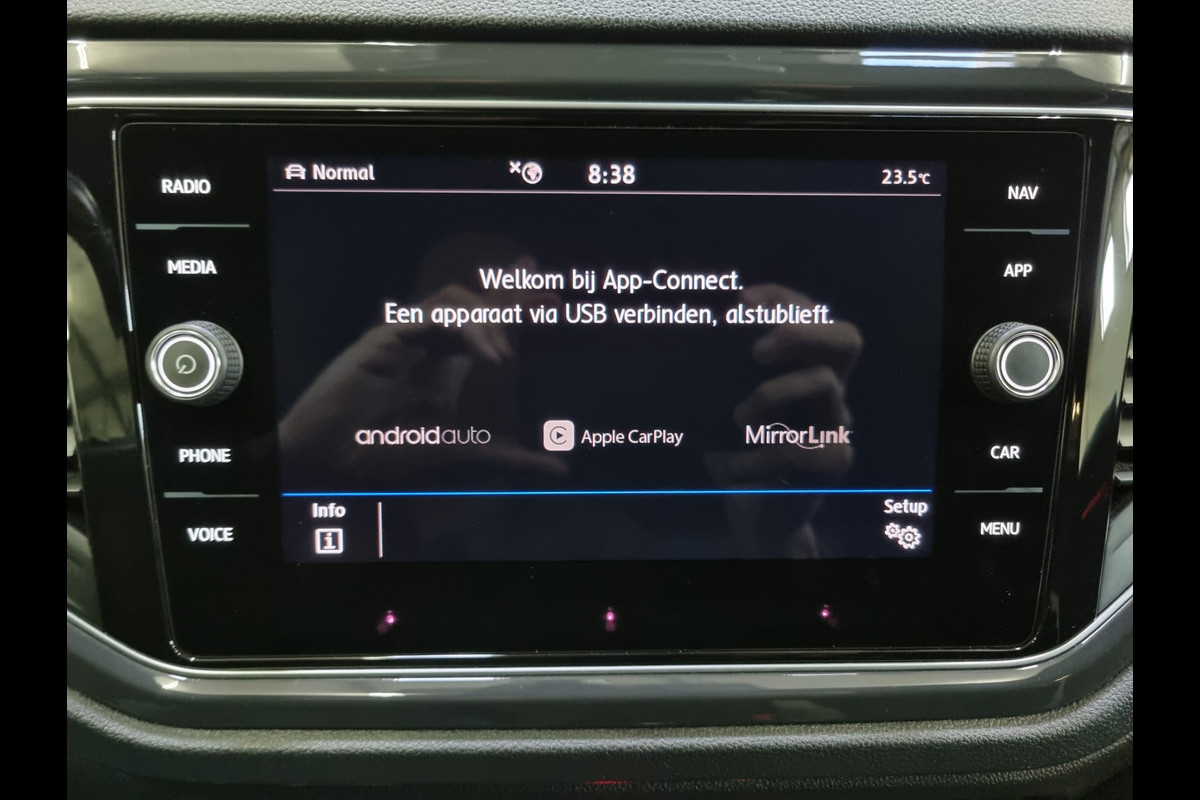 RADIO
MEDIA
PHONE
VOICE
Normal
8:38
23.5°C
Welkom bij App-Connect.
Een apparaat via USB verbinden, alstublieft.
androidauto
Apple CarPlay
MirrorLink
Info
i
Setup
NAV
APP
CAR
MENU